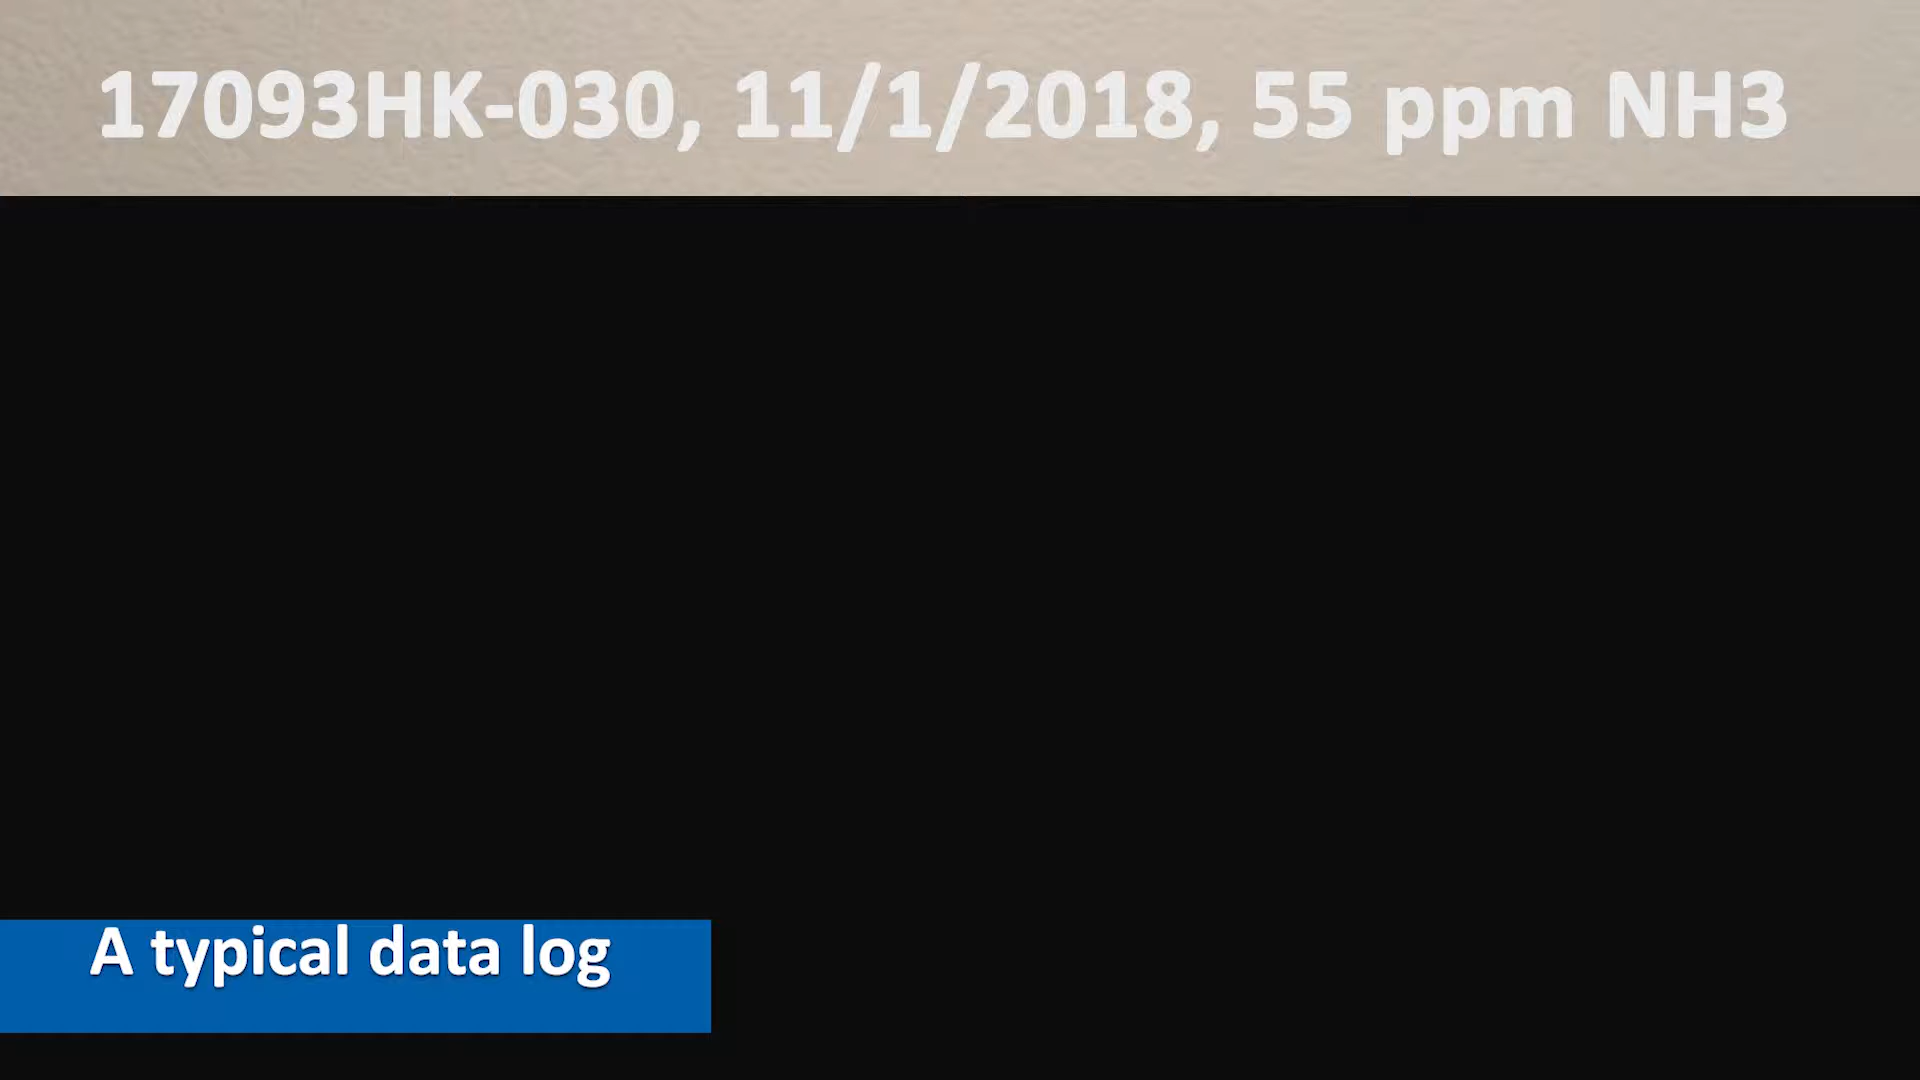 17093HK-030, 11/1/2018, 55 ppm NH3
A typical data log